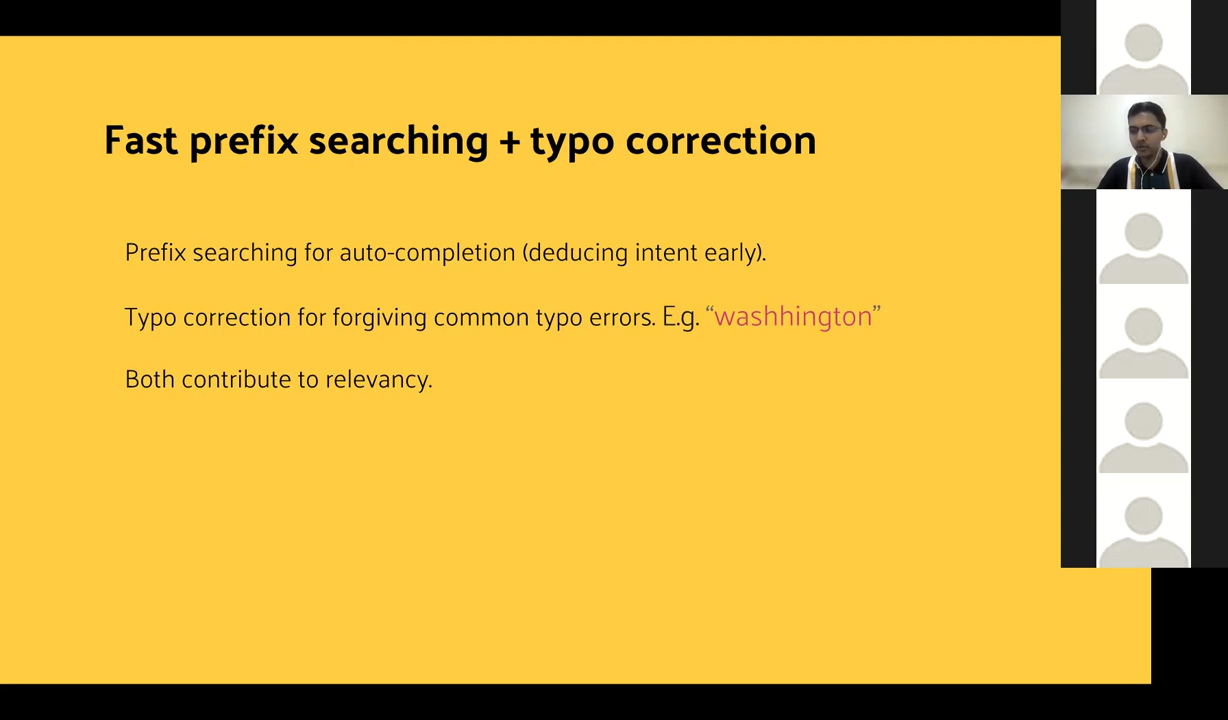 Fast prefix searching + typo correction
Prefix searching for auto-completion (deducing intent early).
Typo correction for forgiving common typo errors. E.g. “washhington”
Both contribute to relevancy.